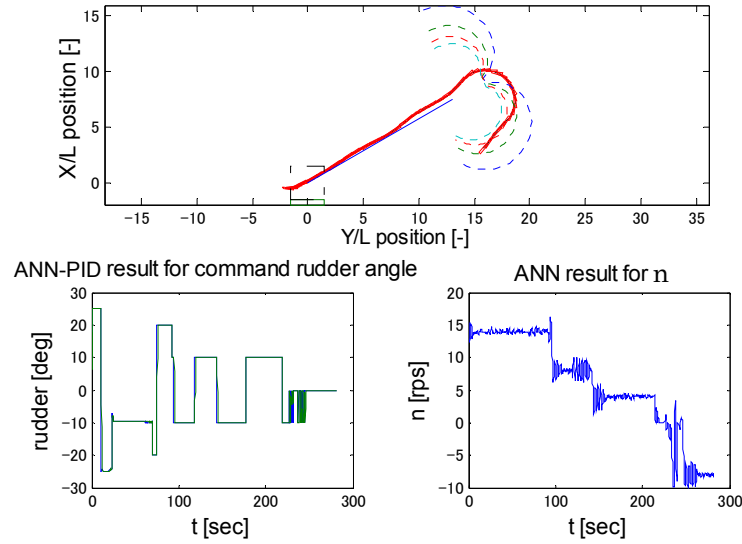 15
10
5
0
X/L position [-]
-15 -10 -5 0 5 10 15 20 25 30 35
Y/L position [-]
ANN-PID result for command rudder angle
30
20
10
0
-10
-20
-30
rudder [deg]
0 100 200 300
t [sec]
ANN result for n
20
15
10
5
0
-5
-10
n [rps]
0 100 200 300
t [sec]